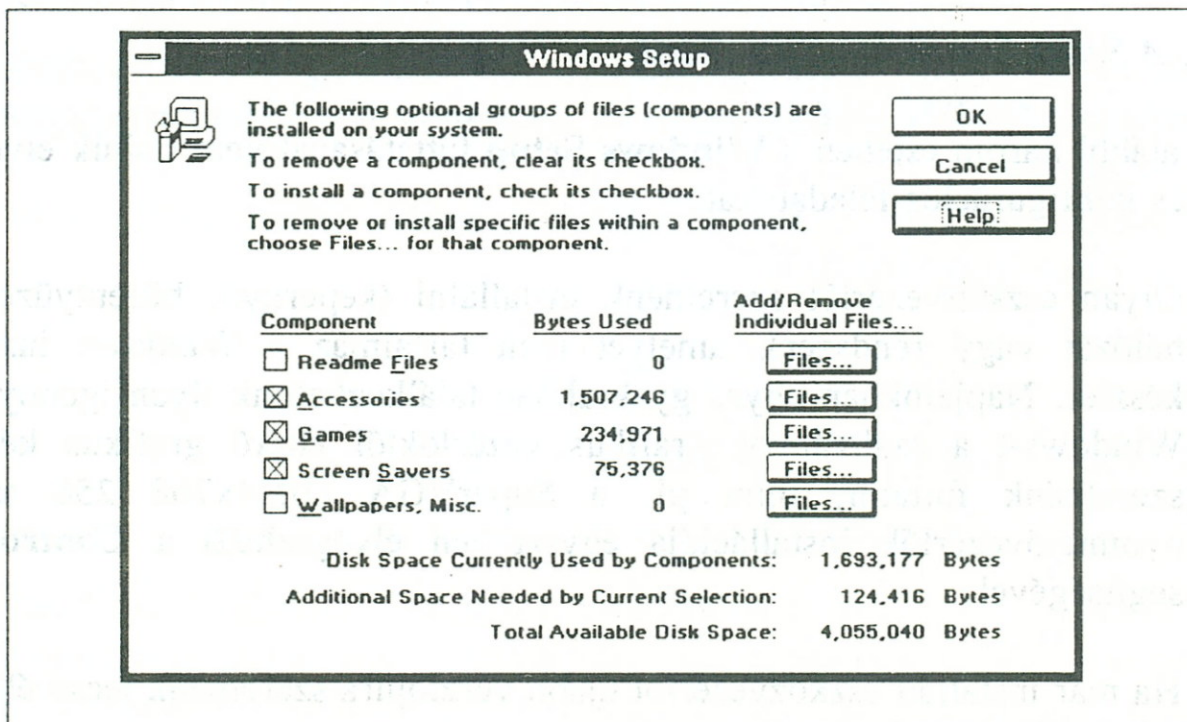 Windows Setup
The following optional groups of files (components) are
installed on your system.
To remove a component, clear its checkbox.
To install a component, check its checkbox.
To remove or install specific files within a component,
choose Files... for that component.
OK
Cancel
Help
Add/Remove
Component Bytes Used Individual Files...
Readme Files 0 Files...
Accessories 1,507,246 Files...
Games 234,971 Files...
Screen Savers 75,376 Files...
Wallpapers, Misc. 0 Files...
Disk Space Currently Used by Components: 1,693,177 Bytes
Additional Space Needed by Current Selection: 124,416 Bytes
Total Available Disk Space: 4,055,040 Bytes